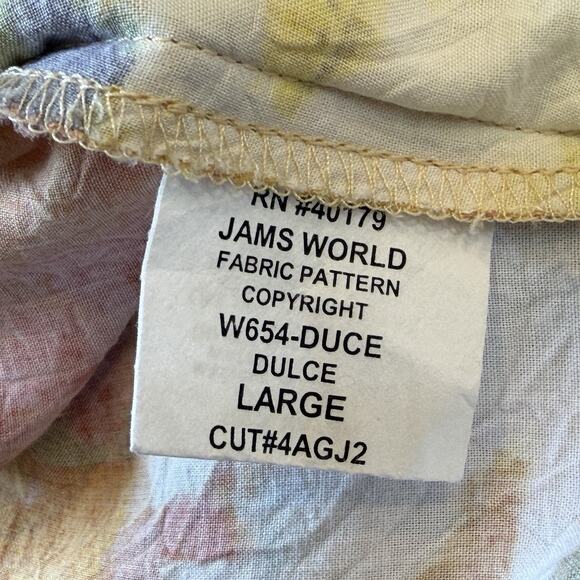 RN #40179
JAMS WORLD
FABRIC PATTERN
COPYRIGHT
W654-DUCE
DULCE
LARGE
CUT#4AGJ2